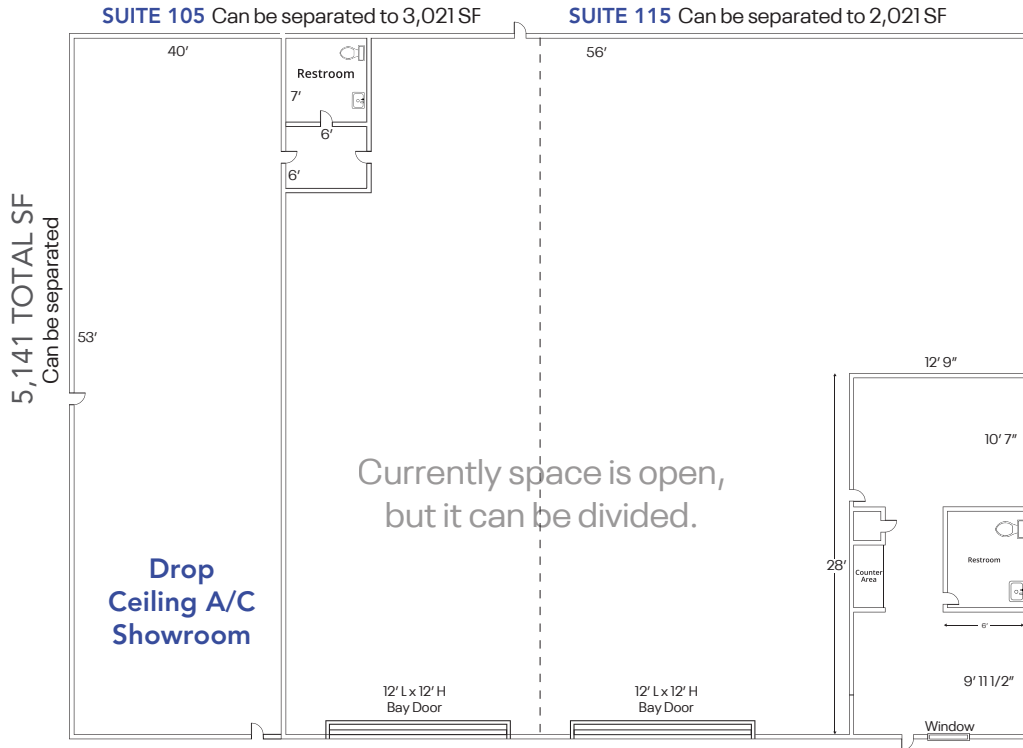 SUITE 105 Can be separated to 3,021 SF
SUITE 115 Can be separated to 2,021 SF
40'
56'
Restroom
7'
6'
6'
5,141 TOTAL SF
Can be separated
53'
12' 9"
10' 7"
Currently space is open,
but it can be divided.
28'
Drop
Ceiling A/C
Showroom
Counter
Area
Restroom
6'
9' 11 1/2"
12' L x 12' H
Bay Door
12' L x 12' H
Bay Door
Window